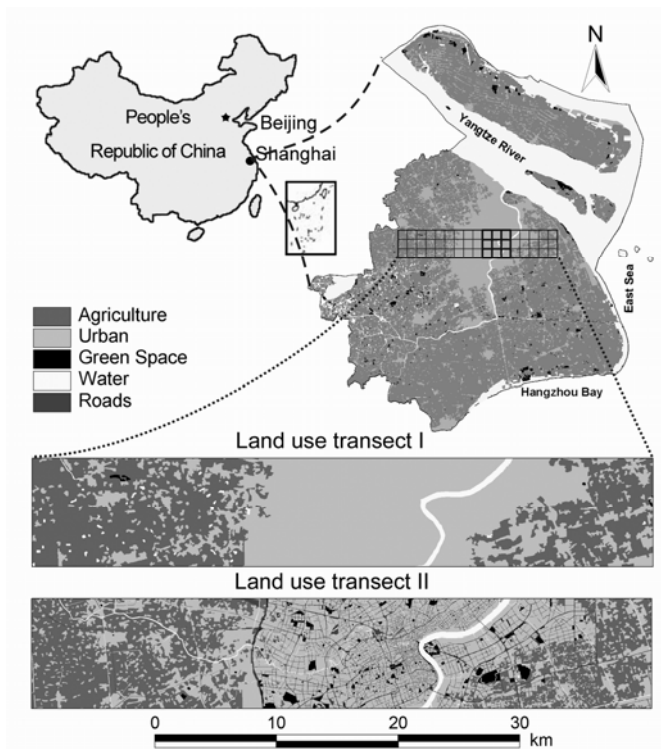 N
People's
Beijing
Republic of China
Shanghai
Yangtze River
East Sea
Agriculture
Urban
Green Space
Water
Roads
Hangzhou Bay
Land use transect I
Land use transect II
0 10 20 30
km